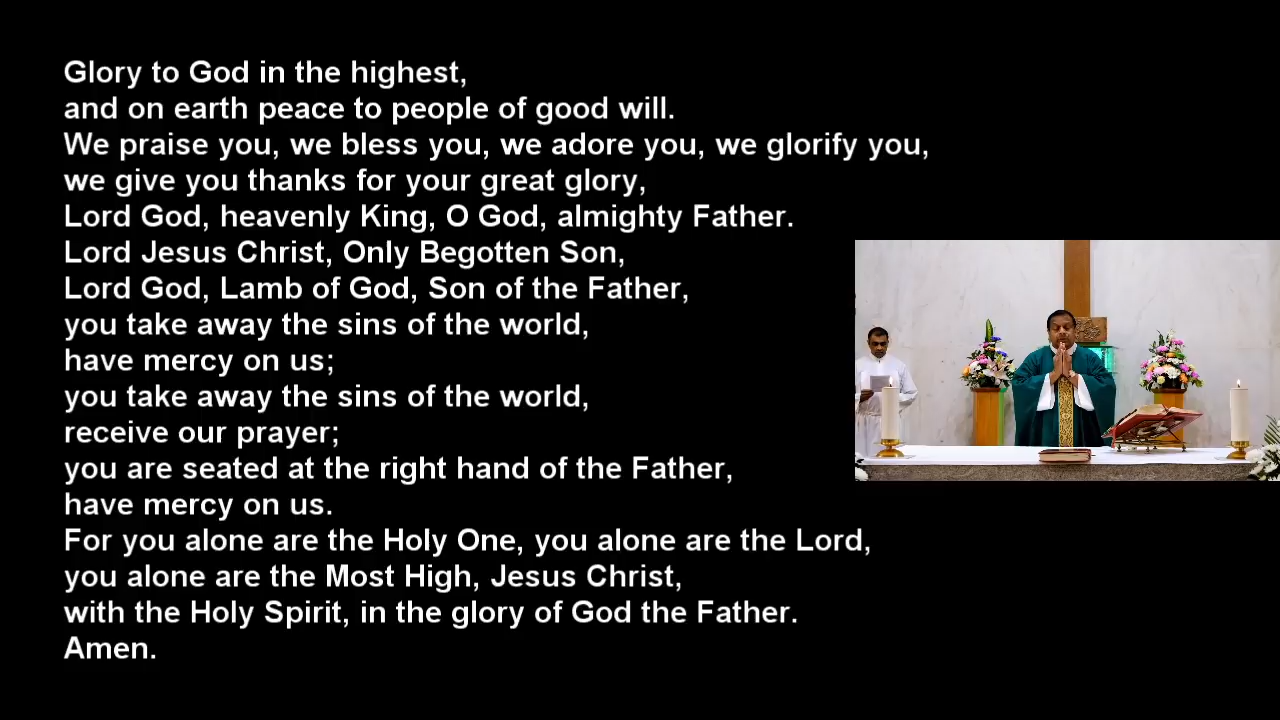 Glory to God in the highest,
and on earth peace to people of good will.
We praise you, we bless you, we adore you, we glorify you,
we give you thanks for your great glory,
Lord God, heavenly King, O God, almighty Father.
Lord Jesus Christ, Only Begotten Son,
Lord God, Lamb of God, Son of the Father,
you take away the sins of the world,
have mercy on us;
you take away the sins of the world,
receive our prayer;
you are seated at the right hand of the Father,
have mercy on us.
For you alone are the Holy One, you alone are the Lord,
you alone are the Most High, Jesus Christ,
with the Holy Spirit, in the glory of God the Father.
Amen.